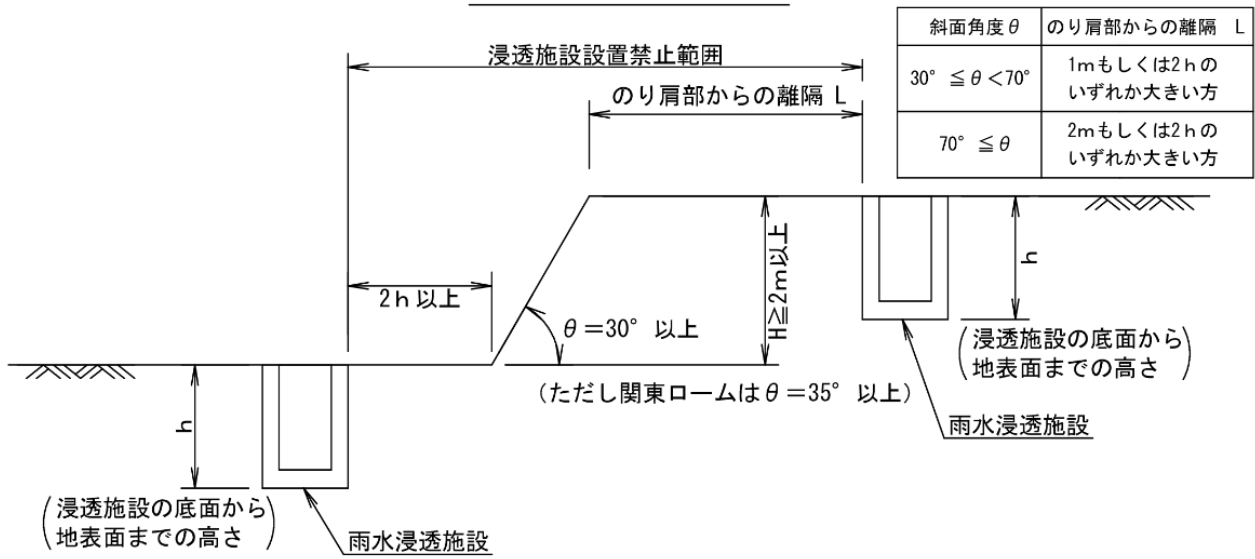 斜面角度θ のり肩部からの離隔 L
30° ≦θ<70° 1mもしくは2hの
いずれか大きい方
70° ≦θ 2mもしくは2hの
いずれか大きい方
浸透施設設置禁止範囲
のり肩部からの離隔 L
2h以上
θ=30° 以上
H≧2m以上
(ただし関東ロームはθ=35° 以上)
h
(浸透施設の底面から
地表面までの高さ)
雨水浸透施設
h
(浸透施設の底面から
地表面までの高さ)
雨水浸透施設